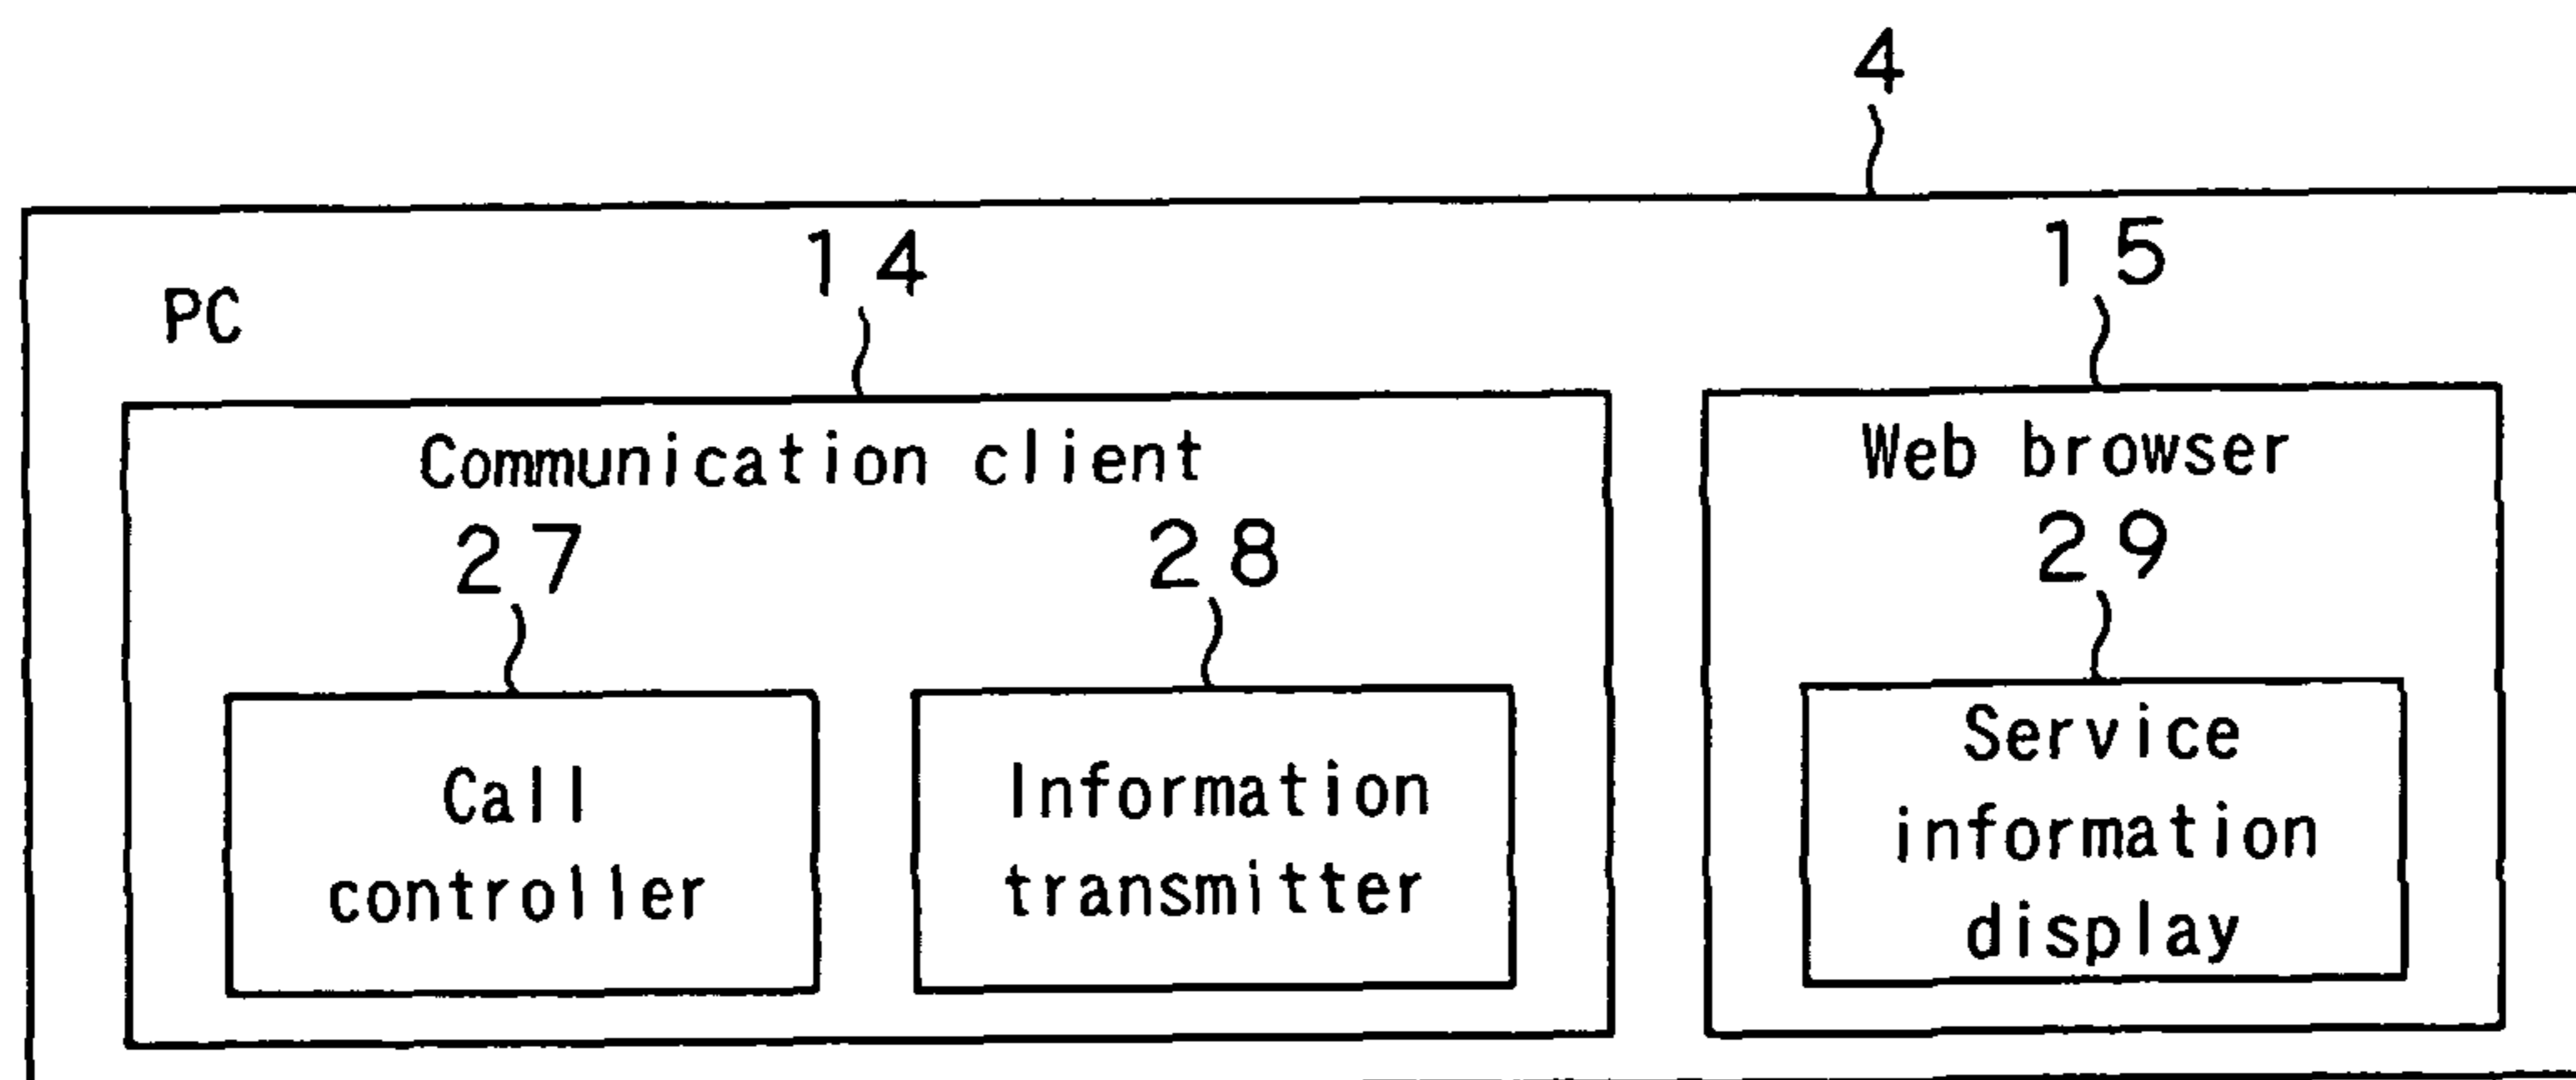 4
14
15
PC
Communication client
Web browser
27
28
29
Call
controller
Information
transmitter
Service
information
display